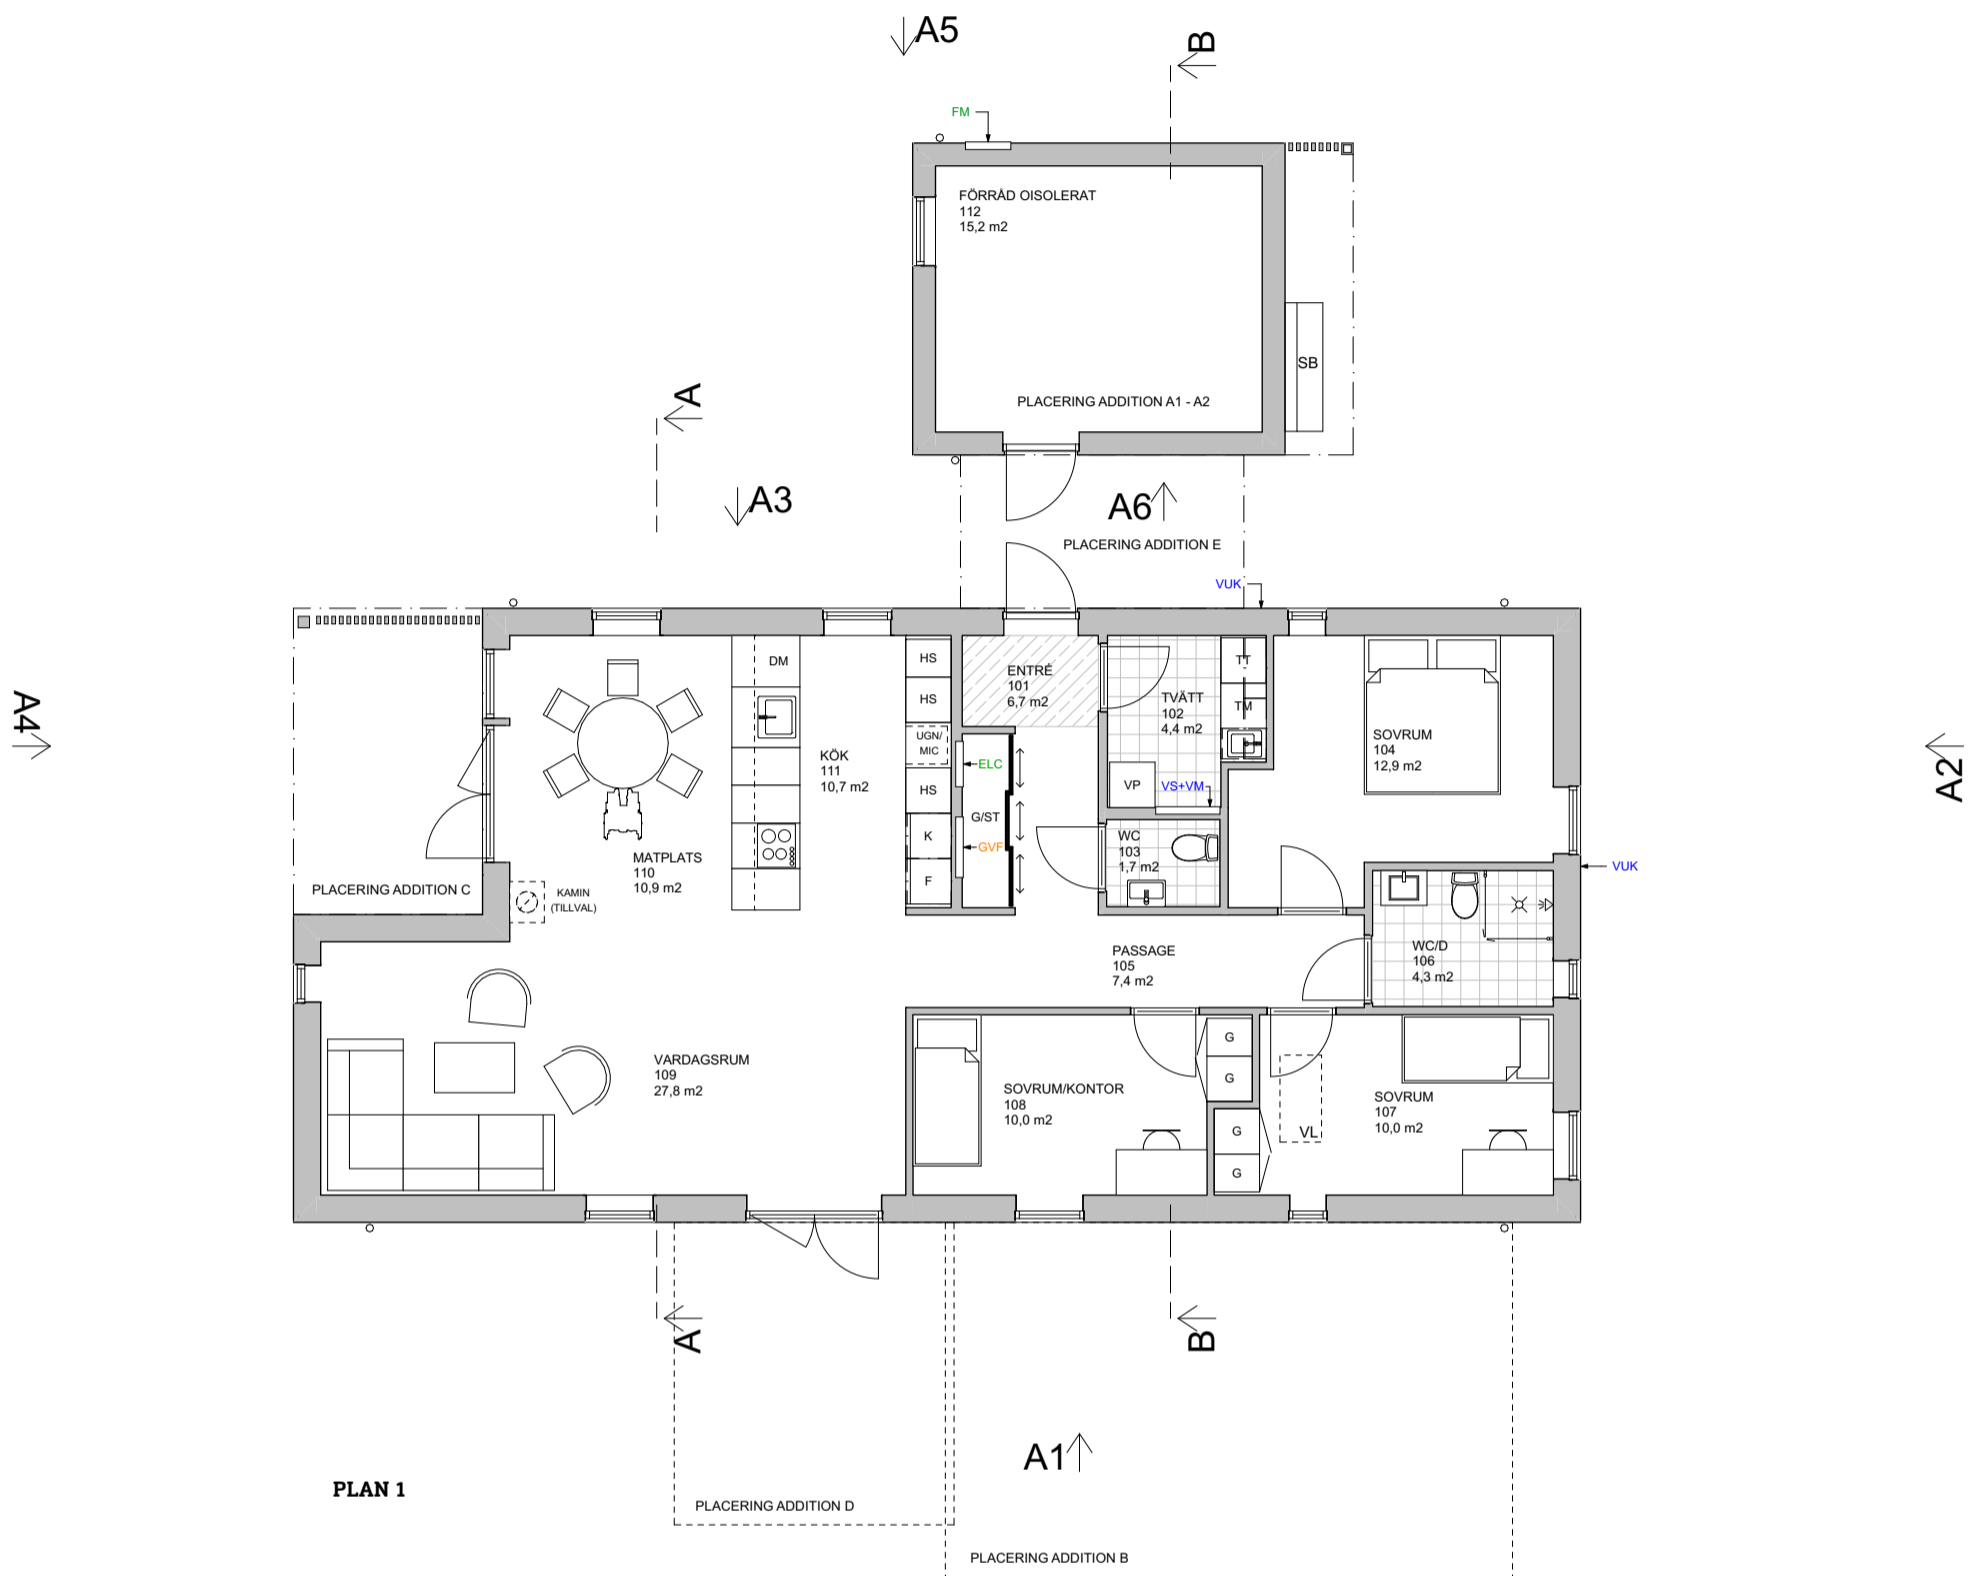 A5
B
FM
FÖRRÅD OISOLERAT
112
15,2 m2
SB
PLACERING ADDITION A1 - A2
A
A3
A6
PLACERING ADDITION E
VUK
A4
A2
DM
HS
HS
UGN/
MIC
HS
K
F
KÖK
111
10,7 m2
ENTRÉ
101
6,7 m2
ELC
G/ST
GVF
TVÄTT
102
4,4 m2
TT
TM
VP
VS+VM
WC
103
1,7 m2
SOVRUM
104
12,9 m2
VUK
MATPLATS
110
10,9 m2
PLACERING ADDITION C
KAMIN
(TILLVAL)
PASSAGE
105
7,4 m2
WC/D
106
4,3 m2
VARDAGSRUM
109
27,8 m2
SOVRUM/KONTOR
108
10,0 m2
G
G
G
G
VL
SOVRUM
107
10,0 m2
A
B
A1
PLAN 1
PLACERING ADDITION D
PLACERING ADDITION B